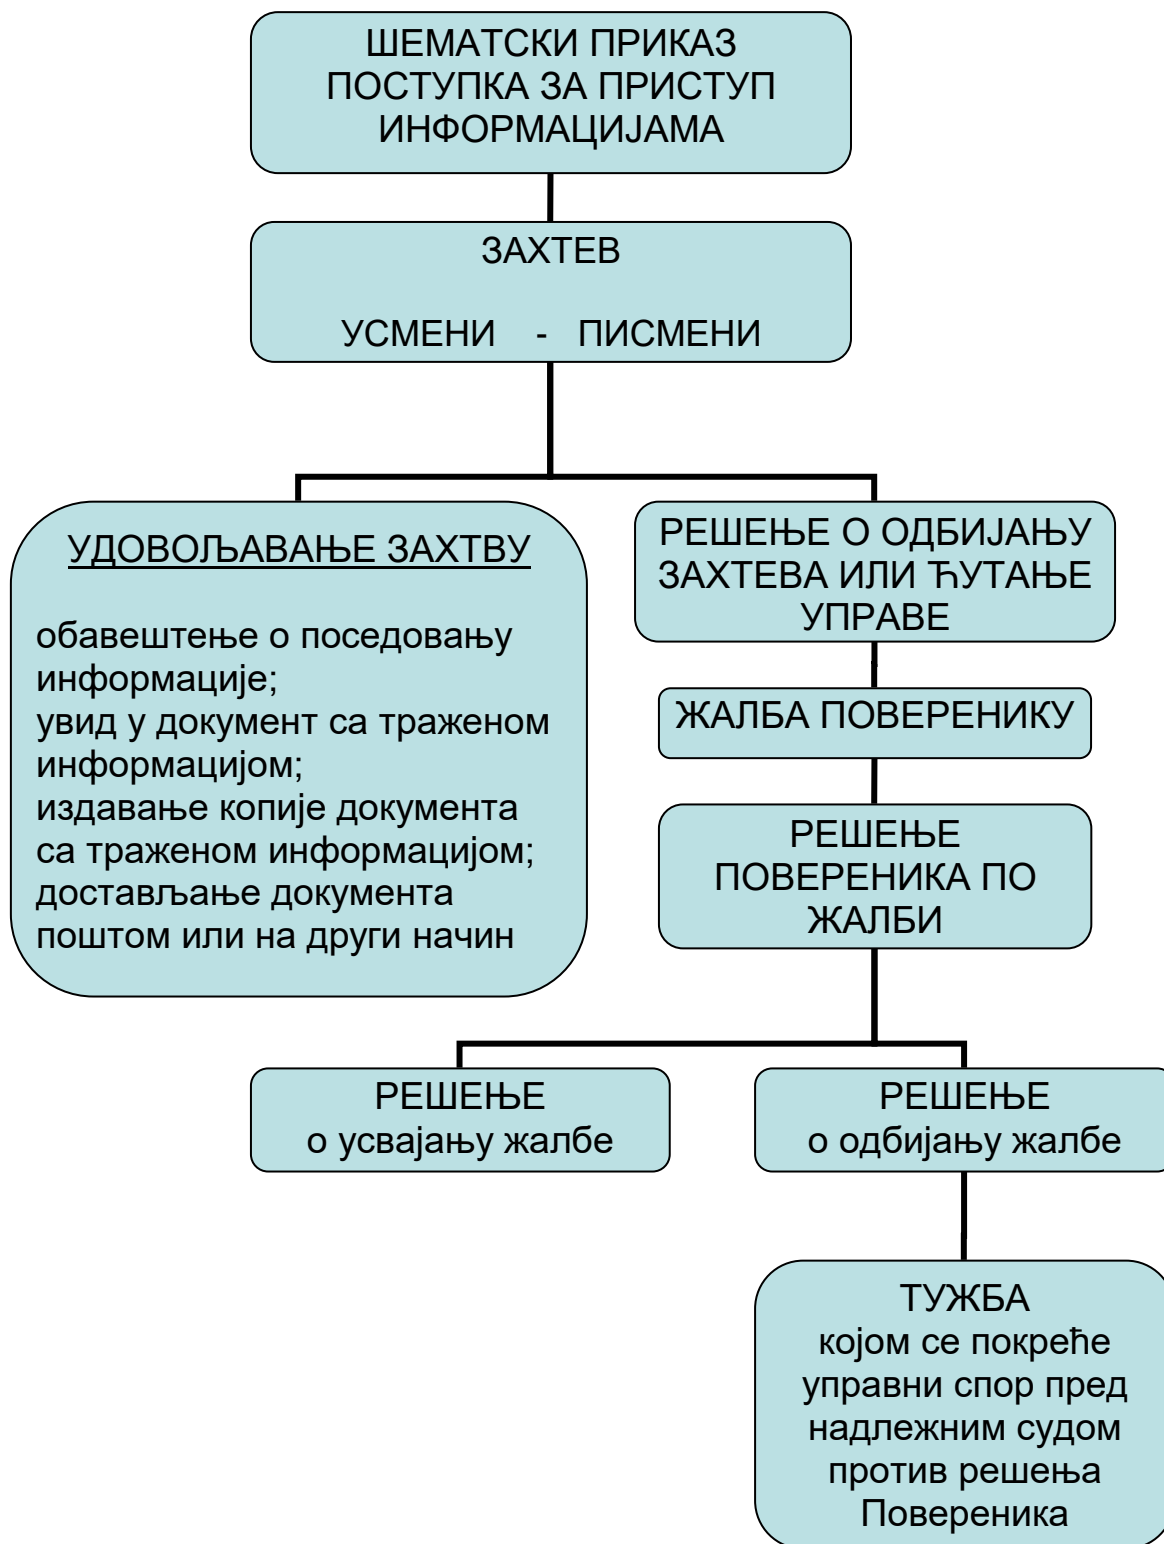 ШЕМАТСКИ ПРИКАЗ
ПОСТУПКА ЗА ПРИСТУП
ИНФОРМАЦИЈАМА
ЗАХТЕВ
УСМЕНИ - ПИСМЕНИ
УДОВОЉАВАЊЕ ЗАХТВУ
обавештење о поседовању
информације;
увид у документ са траженом
информацијом;
издавање копије документа
са траженом информацијом;
достављање документа
поштом или на други начин
РЕШЕЊЕ О ОДБИЈАЊУ
ЗАХТЕВА ИЛИ ЋУТАЊЕ
УПРАВЕ
ЖАЛБА ПОВЕРЕНИКУ
РЕШЕЊЕ
ПОВЕРЕНИКА ПО
ЖАЛБИ
РЕШЕЊЕ
о усвајању жалбе
РЕШЕЊЕ
о одбијању жалбе
ТУЖБА
којом се покреће
управни спор пред
надлежним судом
против решења
Повереника